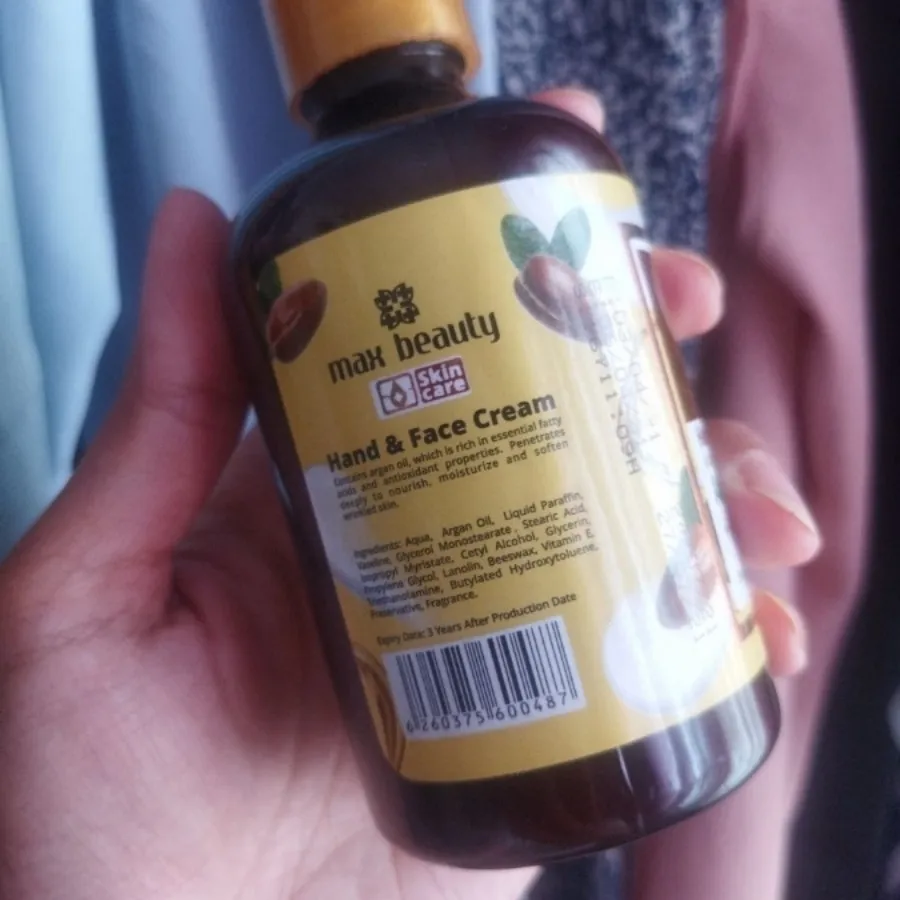 max beauty
Skin
care
Hand & Face Cream
Contains argan oil, which is rich in essential fatty
acids and antioxidant properties. Penetrates
deeply to nourish, moisturize and soften
skin.
Ingredients: Aqua, Argan Oil, Liquid Paraffin,
Vaseline, Glycerol Monostearate, Stearic Acid,
Isopropyl Myristate, Cetyl Alcohol, Glycerin,
Propylene Glycol, Lanolin, Beeswax, Vitamin E,
Triethanolamine, Butylated Hydroxytoluene,
Preservative, Fragrance.
Expiry Date: 3 Years After Production Date
6 260375 600487